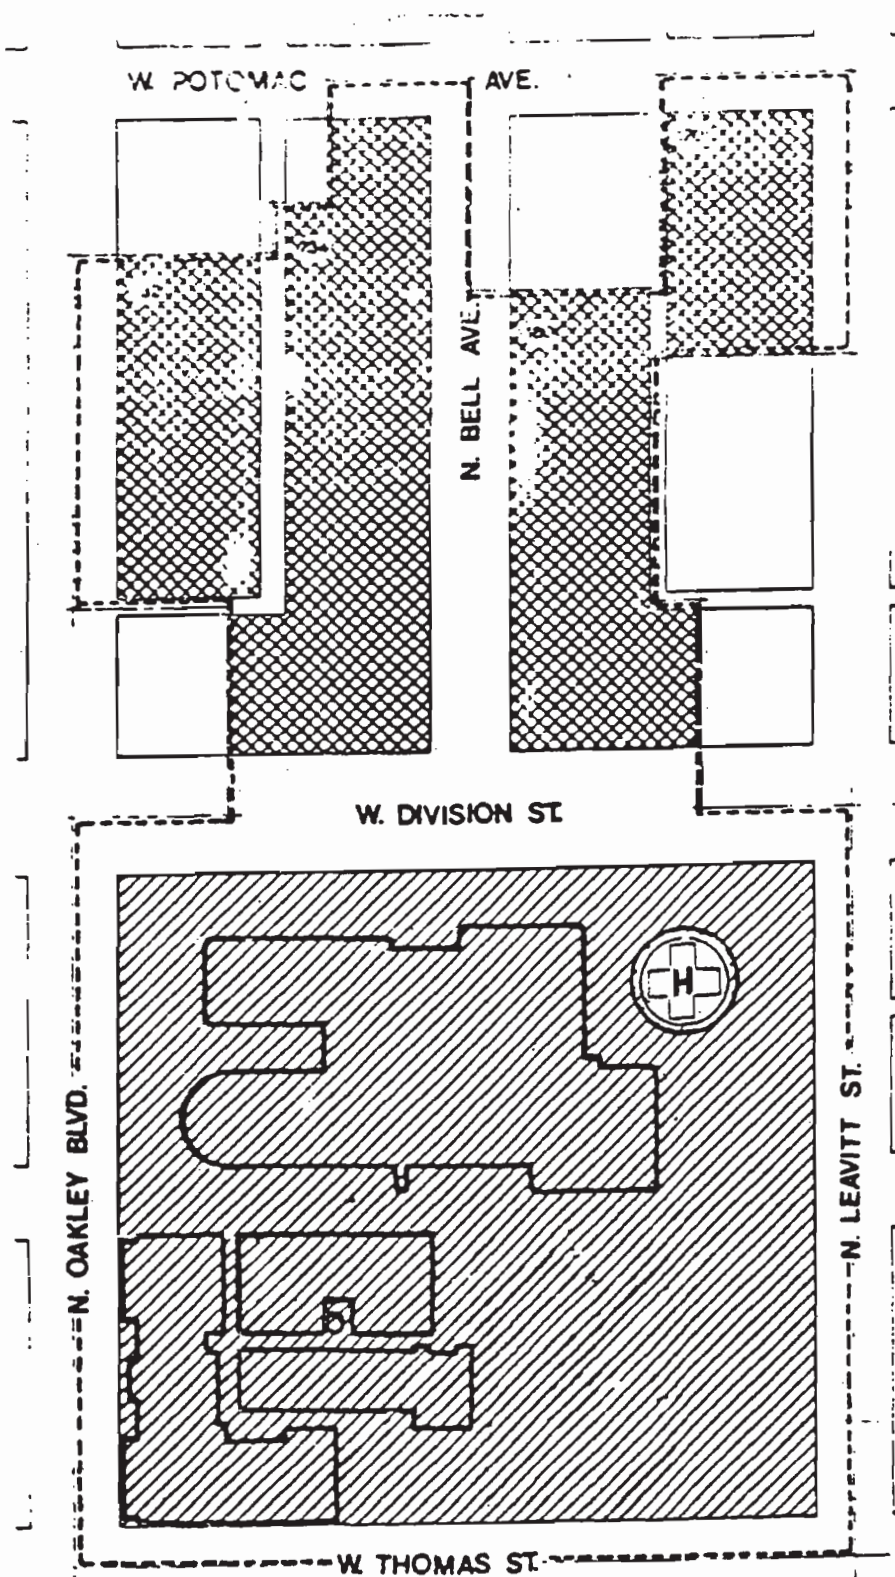 W. POTOMAC AVE.
N. BELL AVE.
W. DIVISION ST.
H
N. OAKLEY BLVD.
N. LEAVITT ST.
W. THOMAS ST.